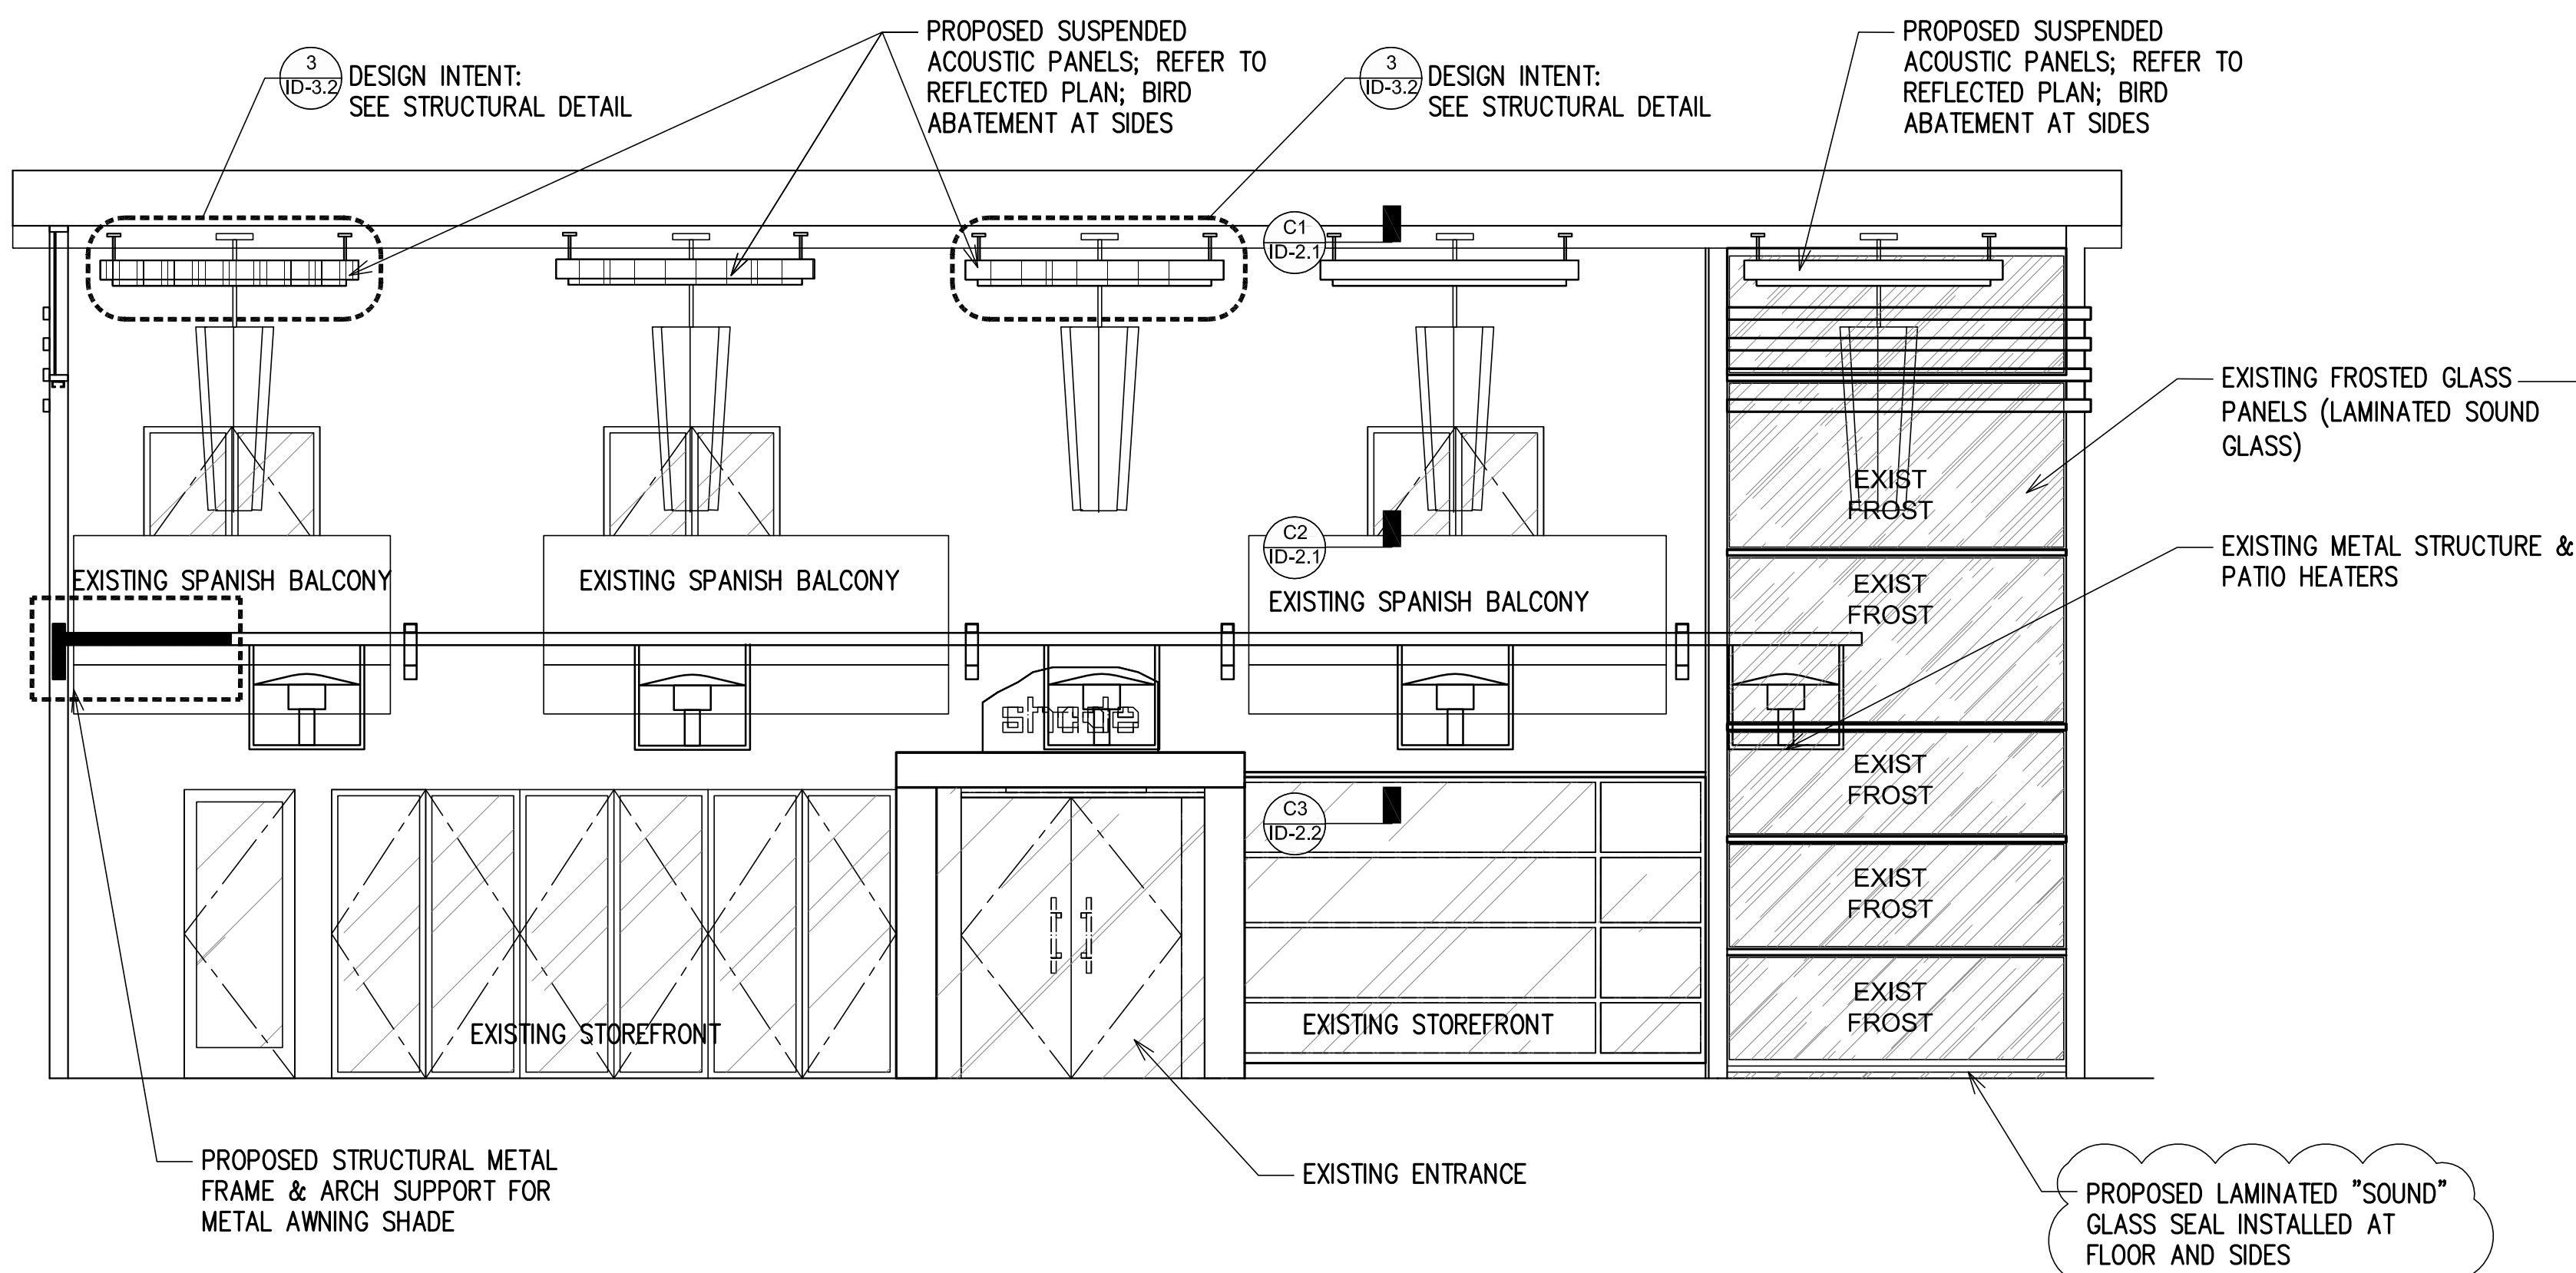 3
ID-3.2
DESIGN INTENT:
SEE STRUCTURAL DETAIL
PROPOSED SUSPENDED
ACOUSTIC PANELS; REFER TO
REFLECTED PLAN; BIRD
ABATEMENT AT SIDES
3
ID-3.2
DESIGN INTENT:
SEE STRUCTURAL DETAIL
PROPOSED SUSPENDED
ACOUSTIC PANELS; REFER TO
REFLECTED PLAN; BIRD
ABATEMENT AT SIDES
C1
ID-2.1
EXISTING FROSTED GLASS
PANELS (LAMINATED SOUND
GLASS)
EXIST
FROST
C2
ID-2.1
EXISTING METAL STRUCTURE &
PATIO HEATERS
EXISTING SPANISH BALCONY
EXISTING SPANISH BALCONY
EXISTING SPANISH BALCONY
EXIST
FROST
shade
EXIST
FROST
C3
ID-2.2
EXIST
FROST
EXISTING STOREFRONT
EXISTING STOREFRONT
EXIST
FROST
PROPOSED STRUCTURAL METAL
FRAME & ARCH SUPPORT FOR
METAL AWNING SHADE
EXISTING ENTRANCE
PROPOSED LAMINATED "SOUND"
GLASS SEAL INSTALLED AT
FLOOR AND SIDES